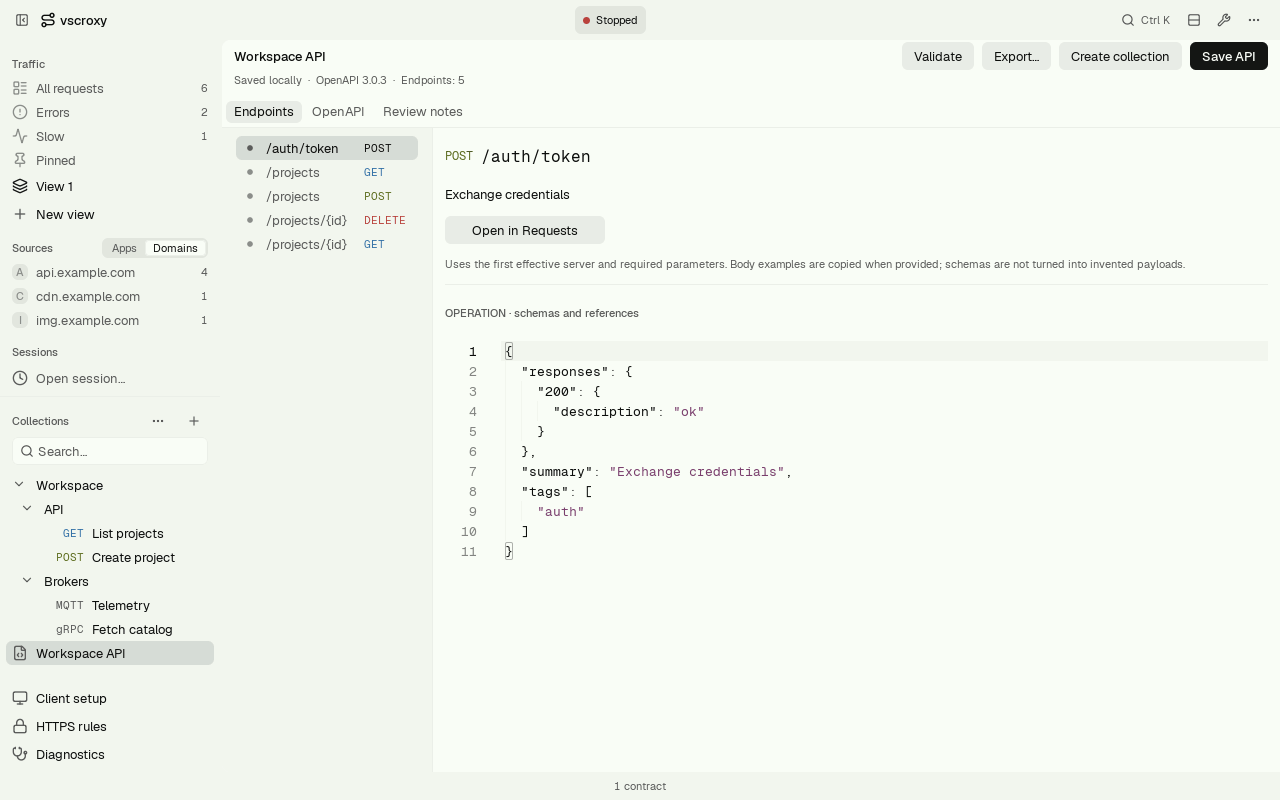 vscroxy
Stopped
Ctrl K
Traffic
All requests 6
Errors 2
Slow 1
Pinned
View 1
New view
Sources Apps Domains
A api.example.com 4
C cdn.example.com 1
I img.example.com 1
Sessions
Open session...
Collections
Search...
Workspace
API
GET List projects
POST Create project
Brokers
MQTT Telemetry
gRPC Fetch catalog
Workspace API
Client setup
HTTPS rules
Diagnostics
Workspace API
Saved locally · OpenAPI 3.0.3 · Endpoints: 5
Validate Export... Create collection Save API
Endpoints OpenAPI Review notes
/auth/token POST
/projects GET
/projects POST
/projects/{id} DELETE
/projects/{id} GET
POST /auth/token
Exchange credentials
Open in Requests
Uses the first effective server and required parameters. Body examples are copied when provided; schemas are not turned into invented payloads.
OPERATION · schemas and references
1 {
2 "responses": {
3 "200": {
4 "description": "ok"
5 }
6 },
7 "summary": "Exchange credentials",
8 "tags": [
9 "auth"
10 ]
11 }
1 contract